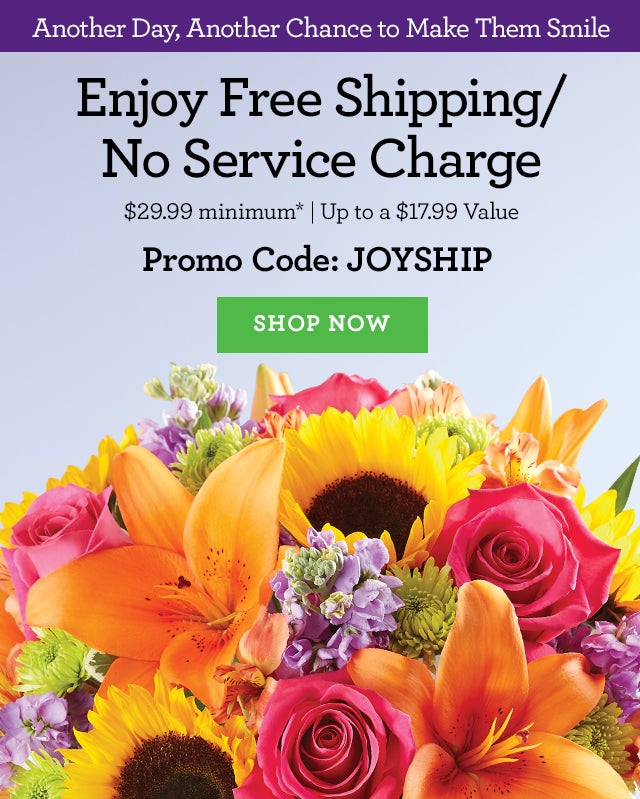 Another Day, Another Chance to Make Them Smile
Enjoy Free Shipping/
No Service Charge
$29.99 minimum* | Up to a $17.99 Value
Promo Code: JOYSHIP
SHOP NOW